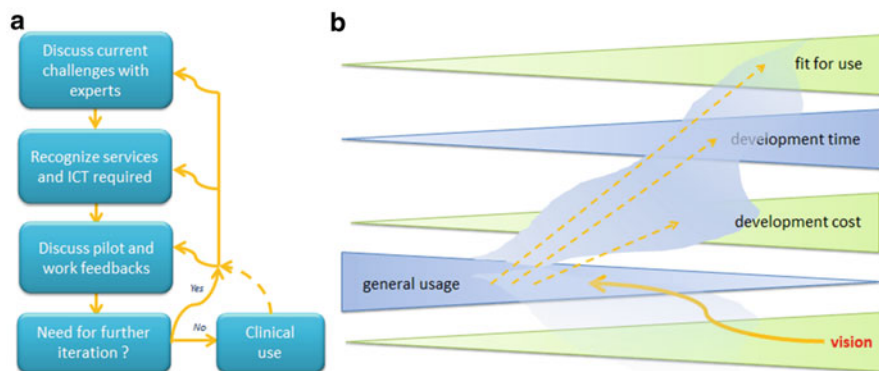 a
Discuss current
challenges with
experts
Recognize services
and ICT required
Discuss pilot and
work feedbacks
Need for further
iteration ?
Yes
No
Clinical
use
b
fit for use
development time
development cost
general usage
vision